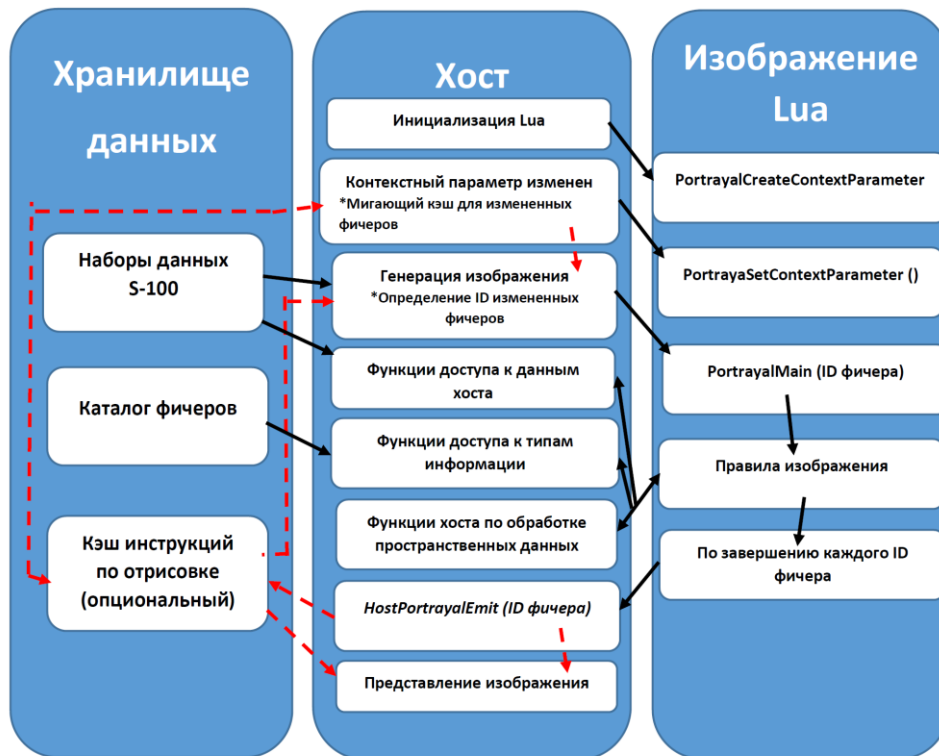 Хранилище
данных
Наборы данных
S-100
Каталог фичеров
Кэш инструкций
по отрисовке
(опциональный)
Хост
Инициализация Lua
Контекстный параметр изменен
*Мигающий кэш для измененных
фичеров
Генерация изображения
*Определение ID измененных
фичеров
Функции доступа к данным
хоста
Функции доступа к типам
информации
Функции хоста по обработке
пространственных данных
HostPortrayalEmit (ID фичера)
Представление изображения
Изображение
Lua
PortrayalCreateContextParameter
PortrayaSetContextParameter ()
PortrayalMain (ID фичера)
Правила изображения
По завершению каждого ID
фичера